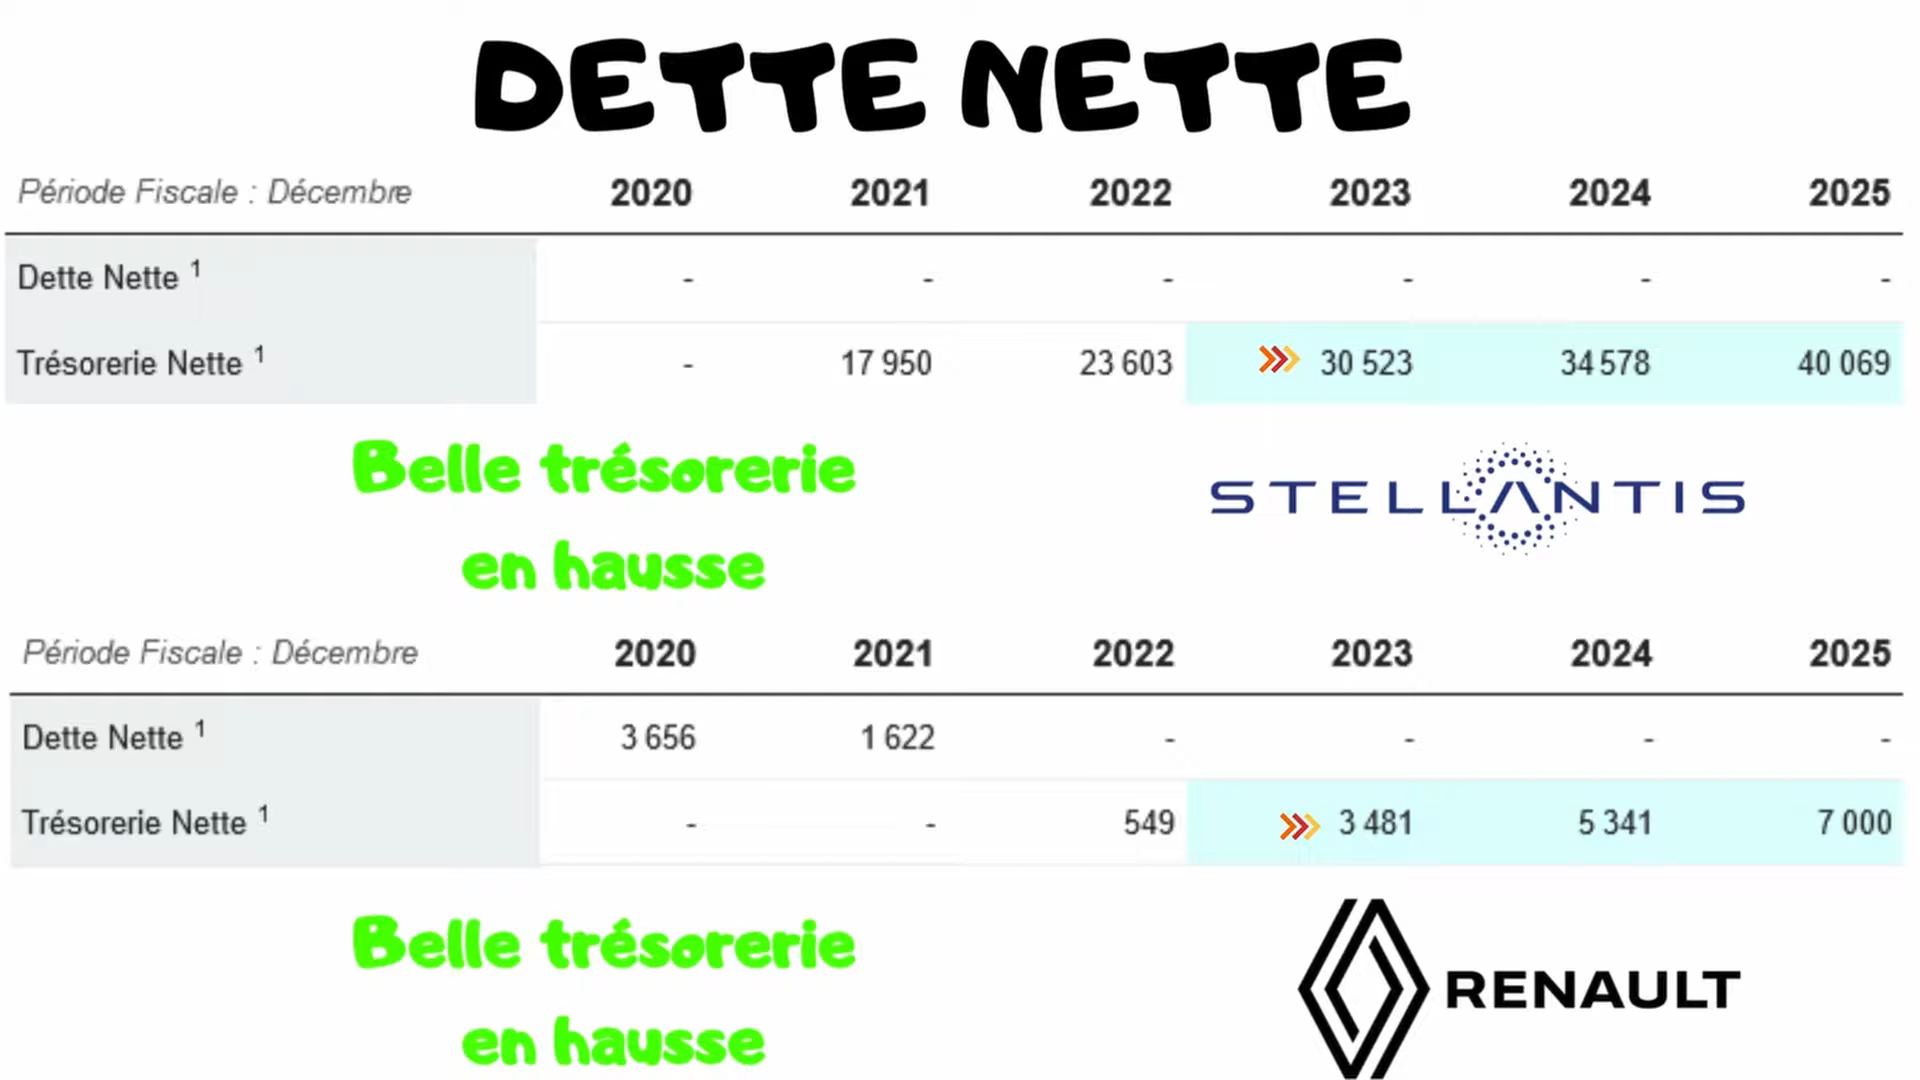 DETTE NETTE
Période Fiscale : Décembre 2020 2021 2022 2023 2024 2025
Dette Nette 1 - - - - - -
Trésorerie Nette 1 - 17 950 23 603 30 523 34 578 40 069
Belle trésorerie
en hausse
STELLANTIS
Période Fiscale : Décembre 2020 2021 2022 2023 2024 2025
Dette Nette 1 3 656 1 622 - - - -
Trésorerie Nette 1 - - 549 3 481 5 341 7 000
Belle trésorerie
en hausse
RENAULT